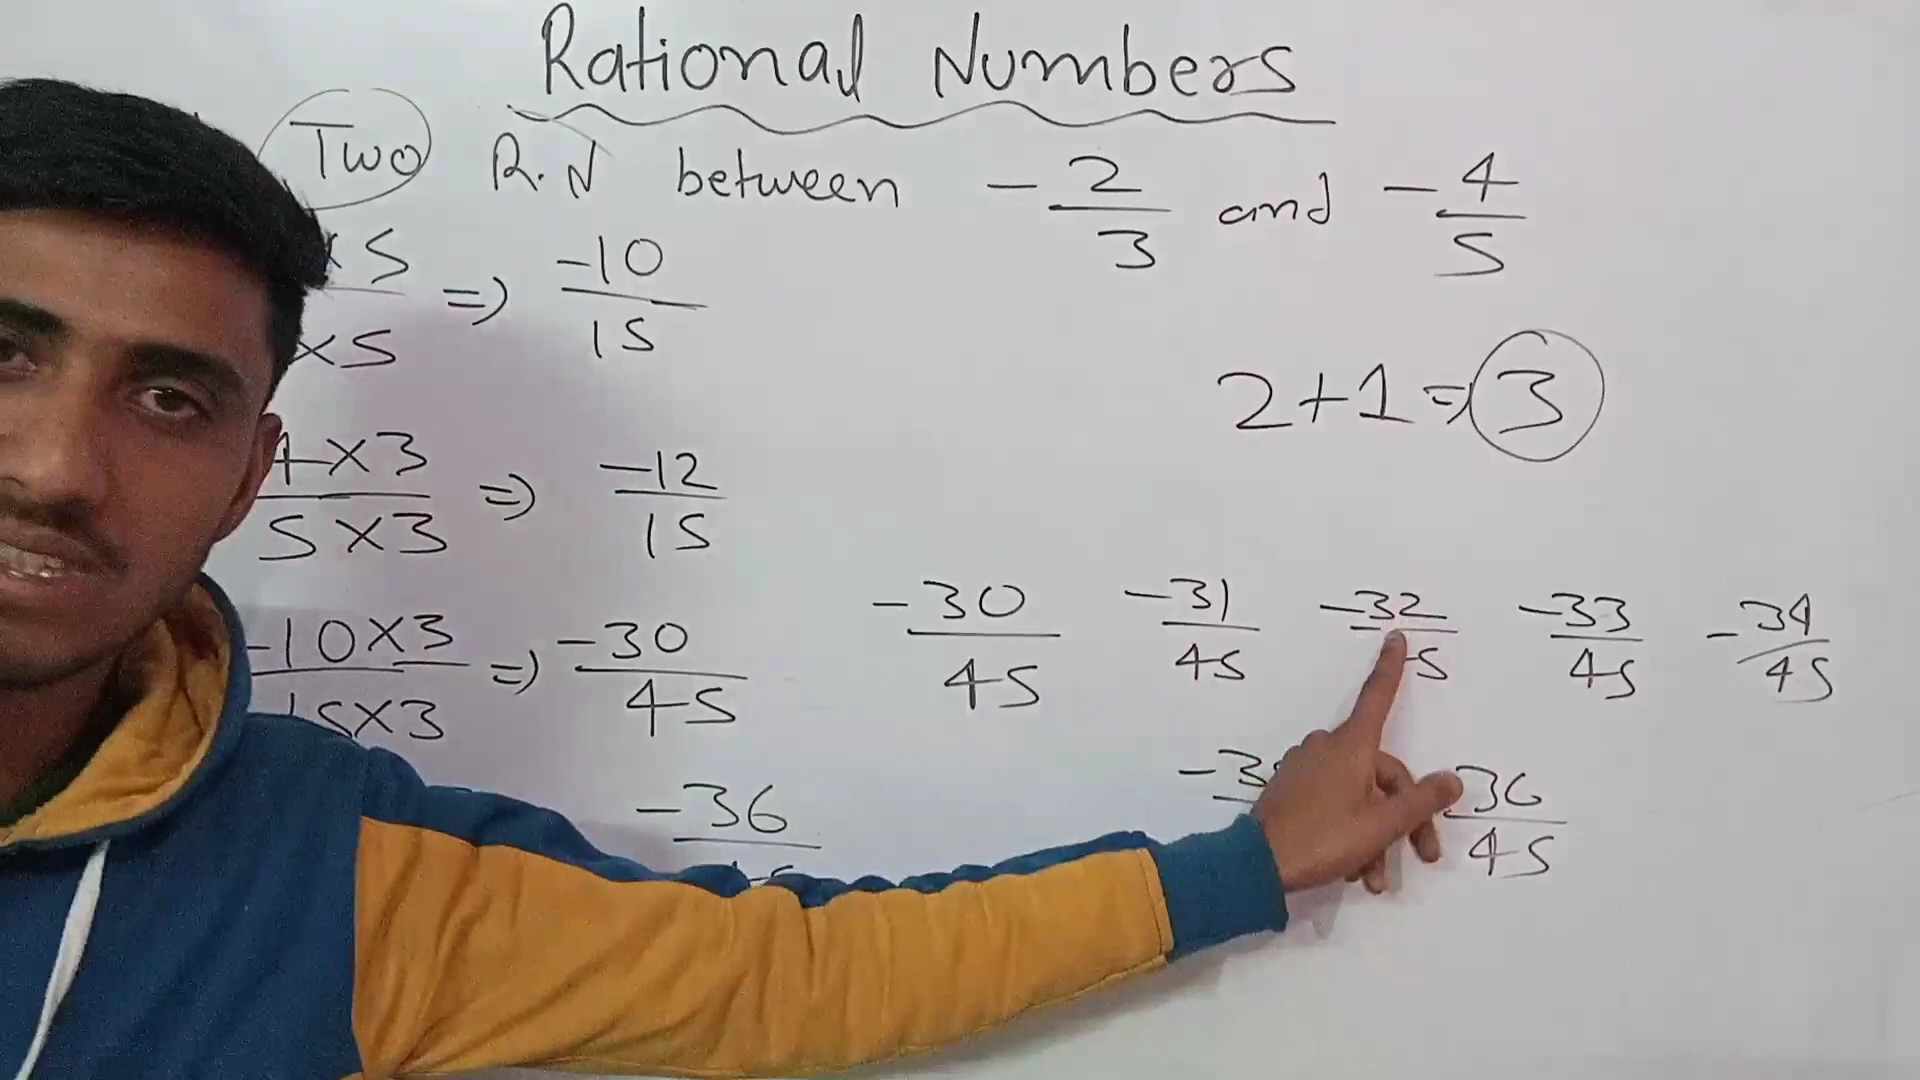 Rational Numbers
Two R.N between -2/3 and -4/5
×5/×5 => -10/15
2+1=>3
4×3/5×3 => -12/15
-10×3/15×3 => -30/45
-30/45 -31/45 -32/5 -33/45 -34/45
-36
-3 36/45